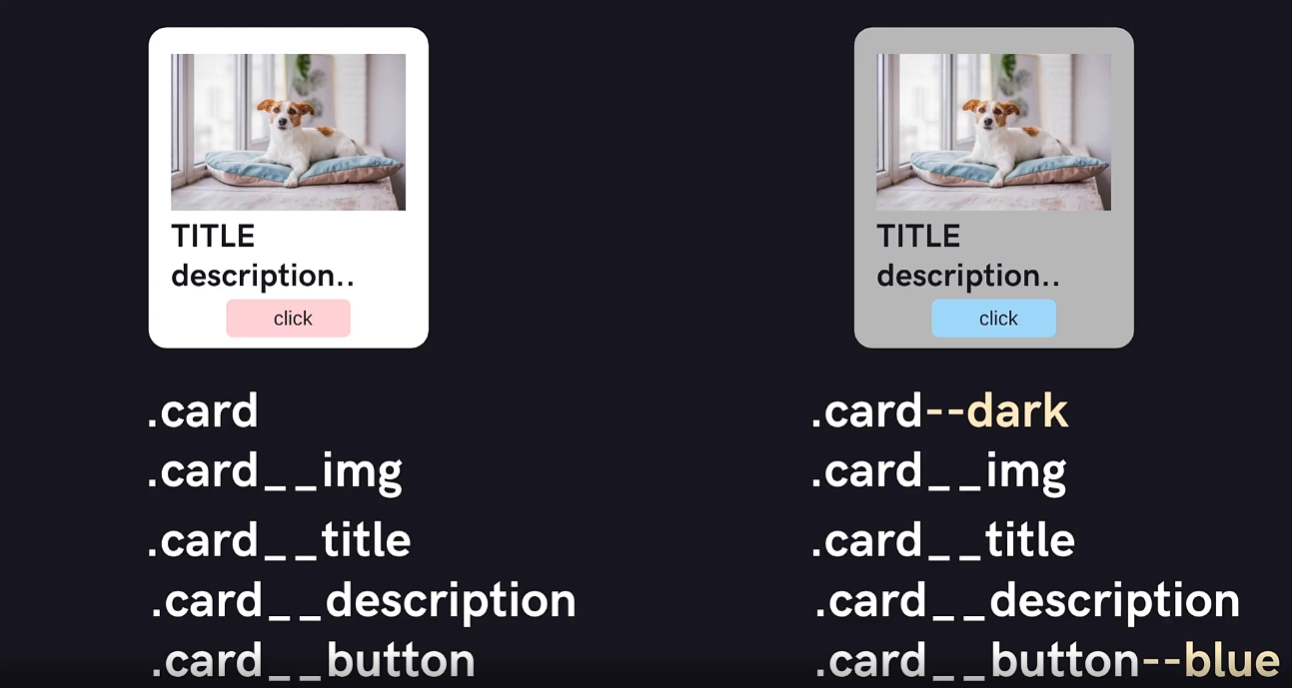 TITLE
description..
click
TITLE
description..
click
.card
.card__img
.card__title
.card__description
.card__button
.card--dark
.card__img
.card__title
.card__description
.card__button--blue